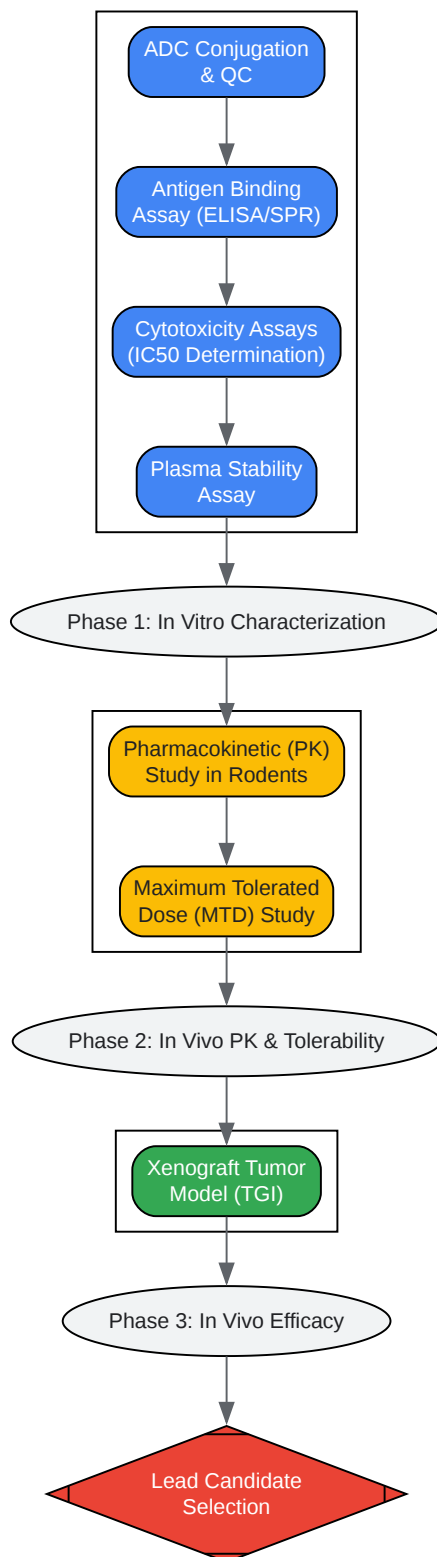 ADC Conjugation
& QC
Antigen Binding
Assay (ELISA/SPR)
Cytotoxicity Assays
(IC50 Determination)
Plasma Stability
Assay
Phase 1: In Vitro Characterization
Pharmacokinetic (PK)
Study in Rodents
Maximum Tolerated
Dose (MTD) Study
Phase 2: In Vivo PK & Tolerability
Xenograft Tumor
Model (TGI)
Phase 3: In Vivo Efficacy
Lead Candidate
Selection